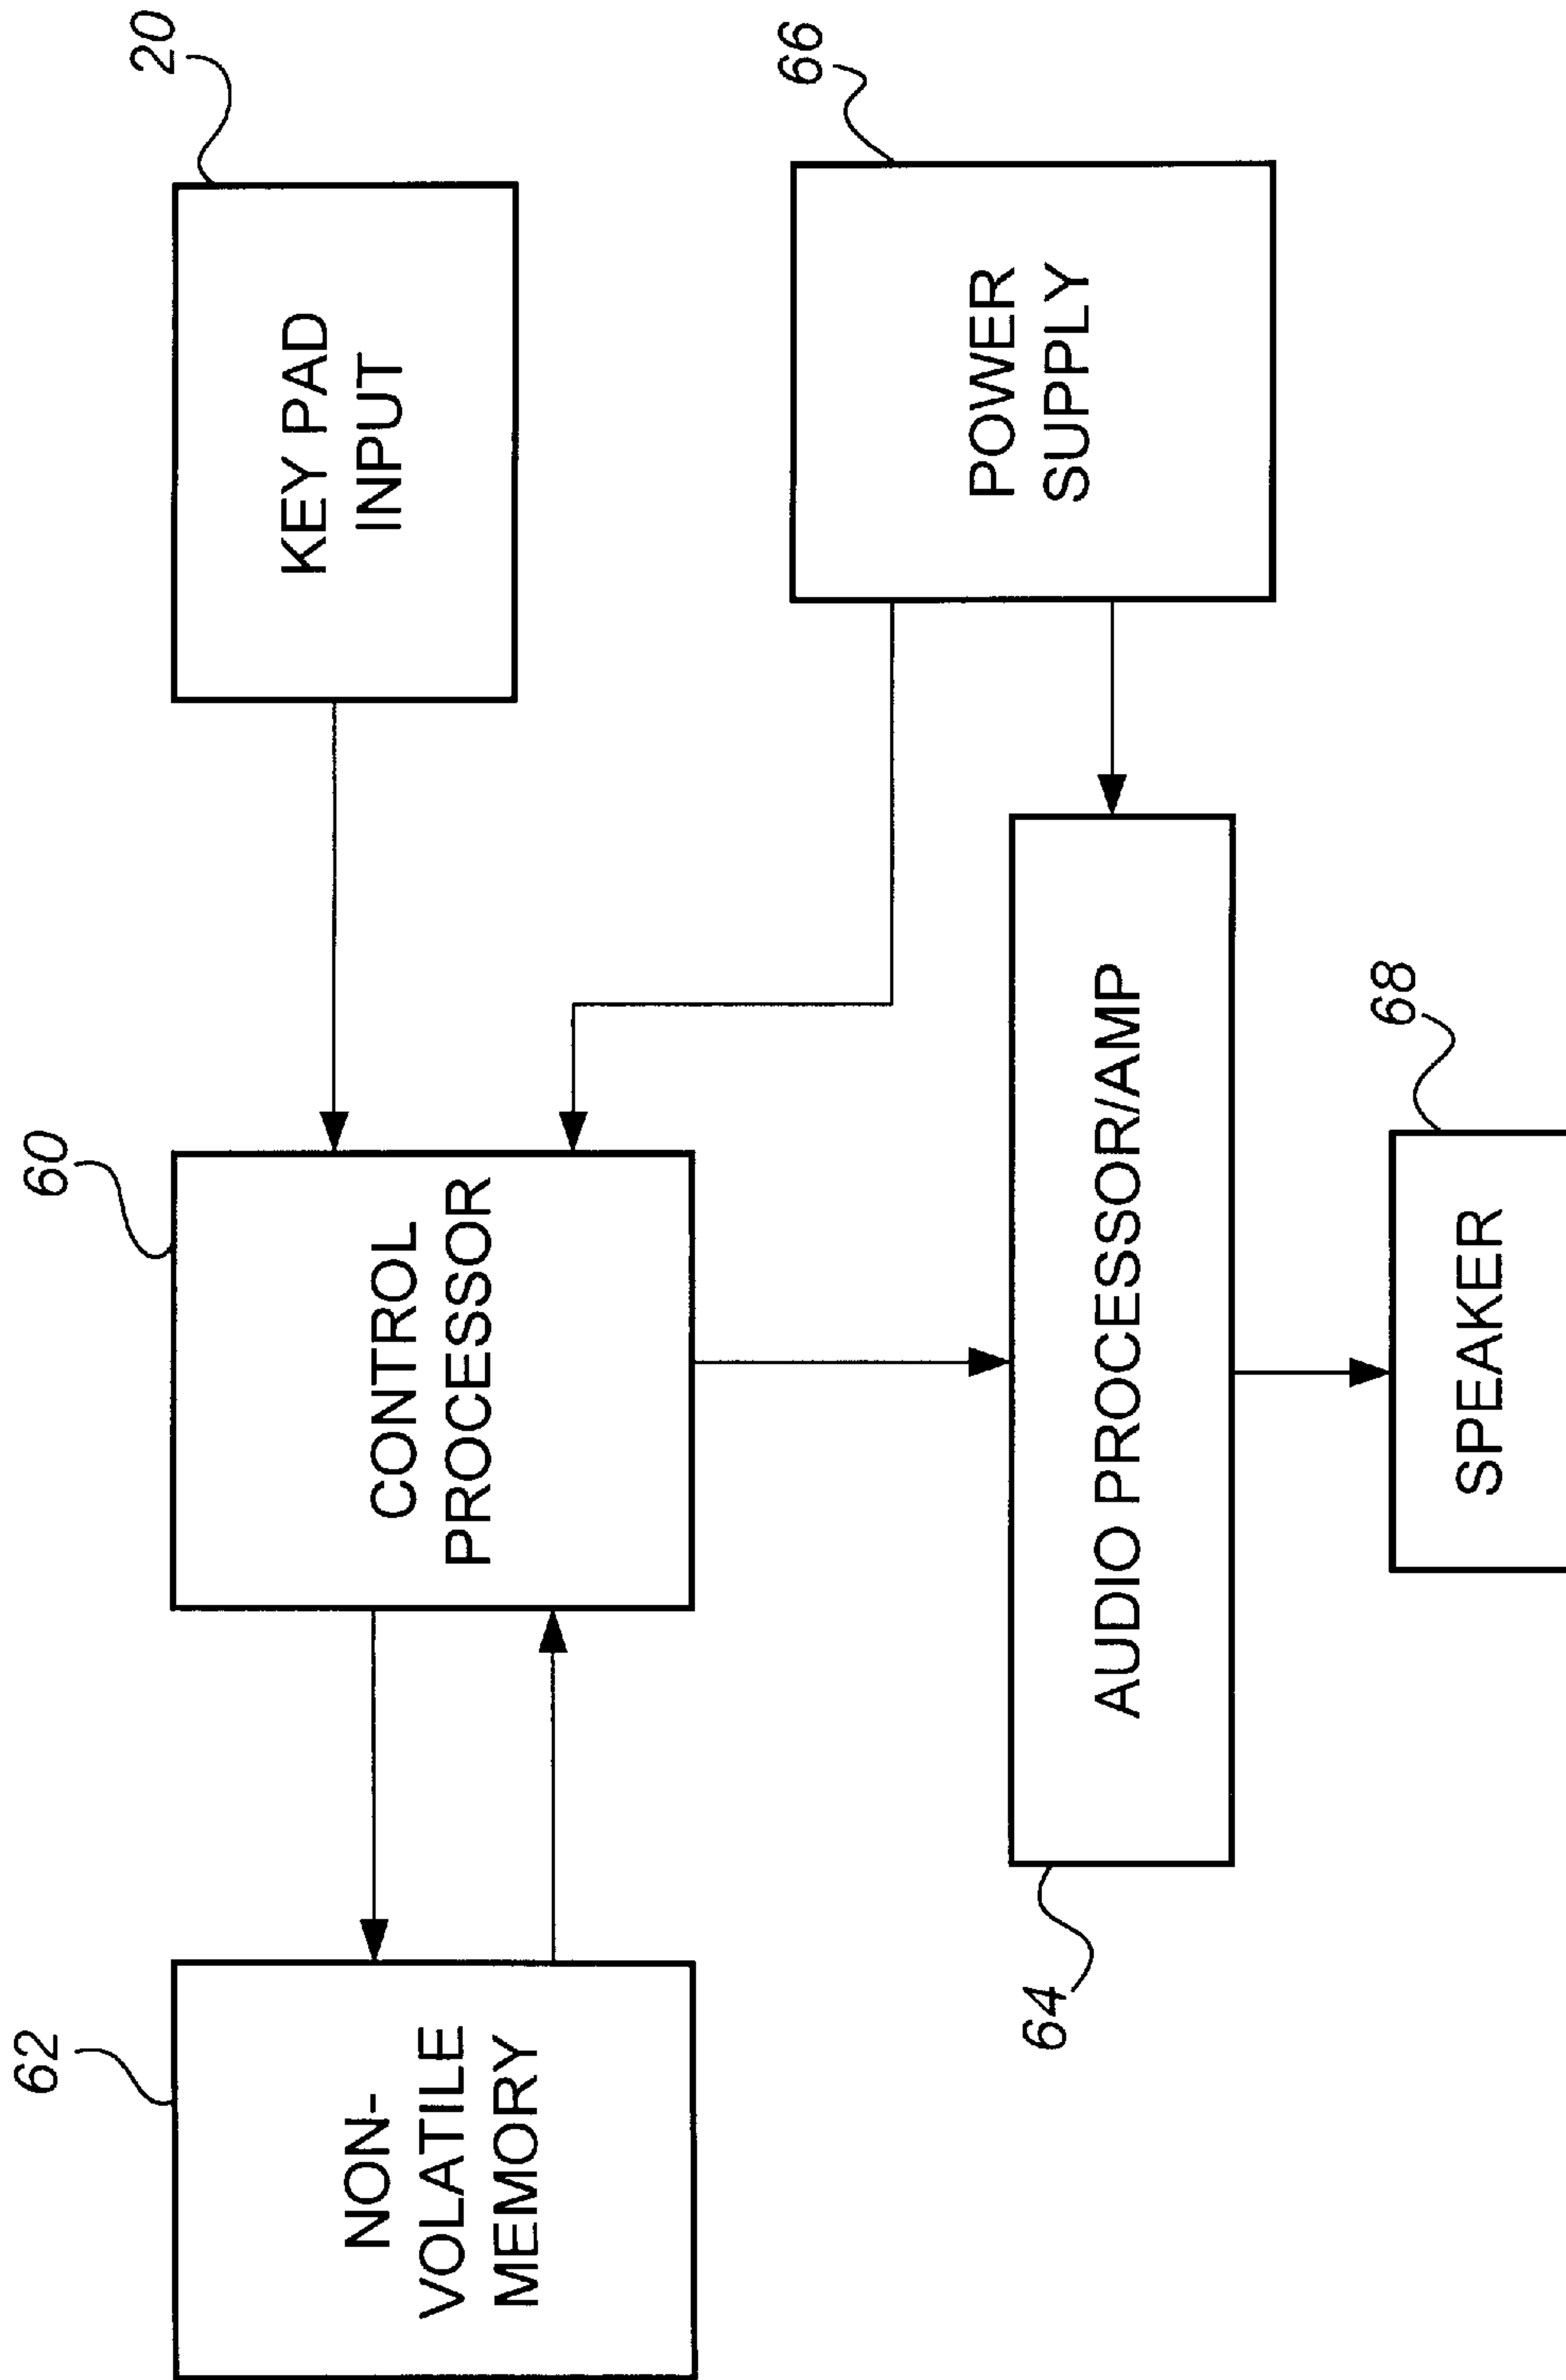 62
NON-
VOLATILE
MEMORY
60
CONTROL
PROCESSOR
20
KEY PAD
INPUT
66
POWER
SUPPLY
64
AUDIO PROCESSOR/AMP
68
SPEAKER